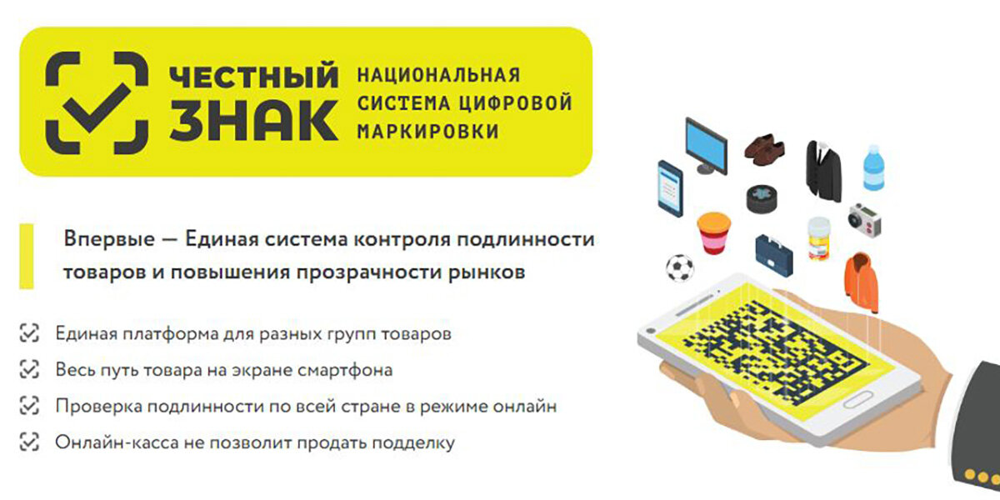 ЧЕСТНЫЙ
ЗНАК
НАЦИОНАЛЬНАЯ
СИСТЕМА ЦИФРОВОЙ
МАРКИРОВКИ
Впервые — Единая система контроля подлинности
товаров и повышения прозрачности рынков
Единая платформа для разных групп товаров
Весь путь товара на экране смартфона
Проверка подлинности по всей стране в режиме онлайн
Онлайн-касса не позволит продать подделку